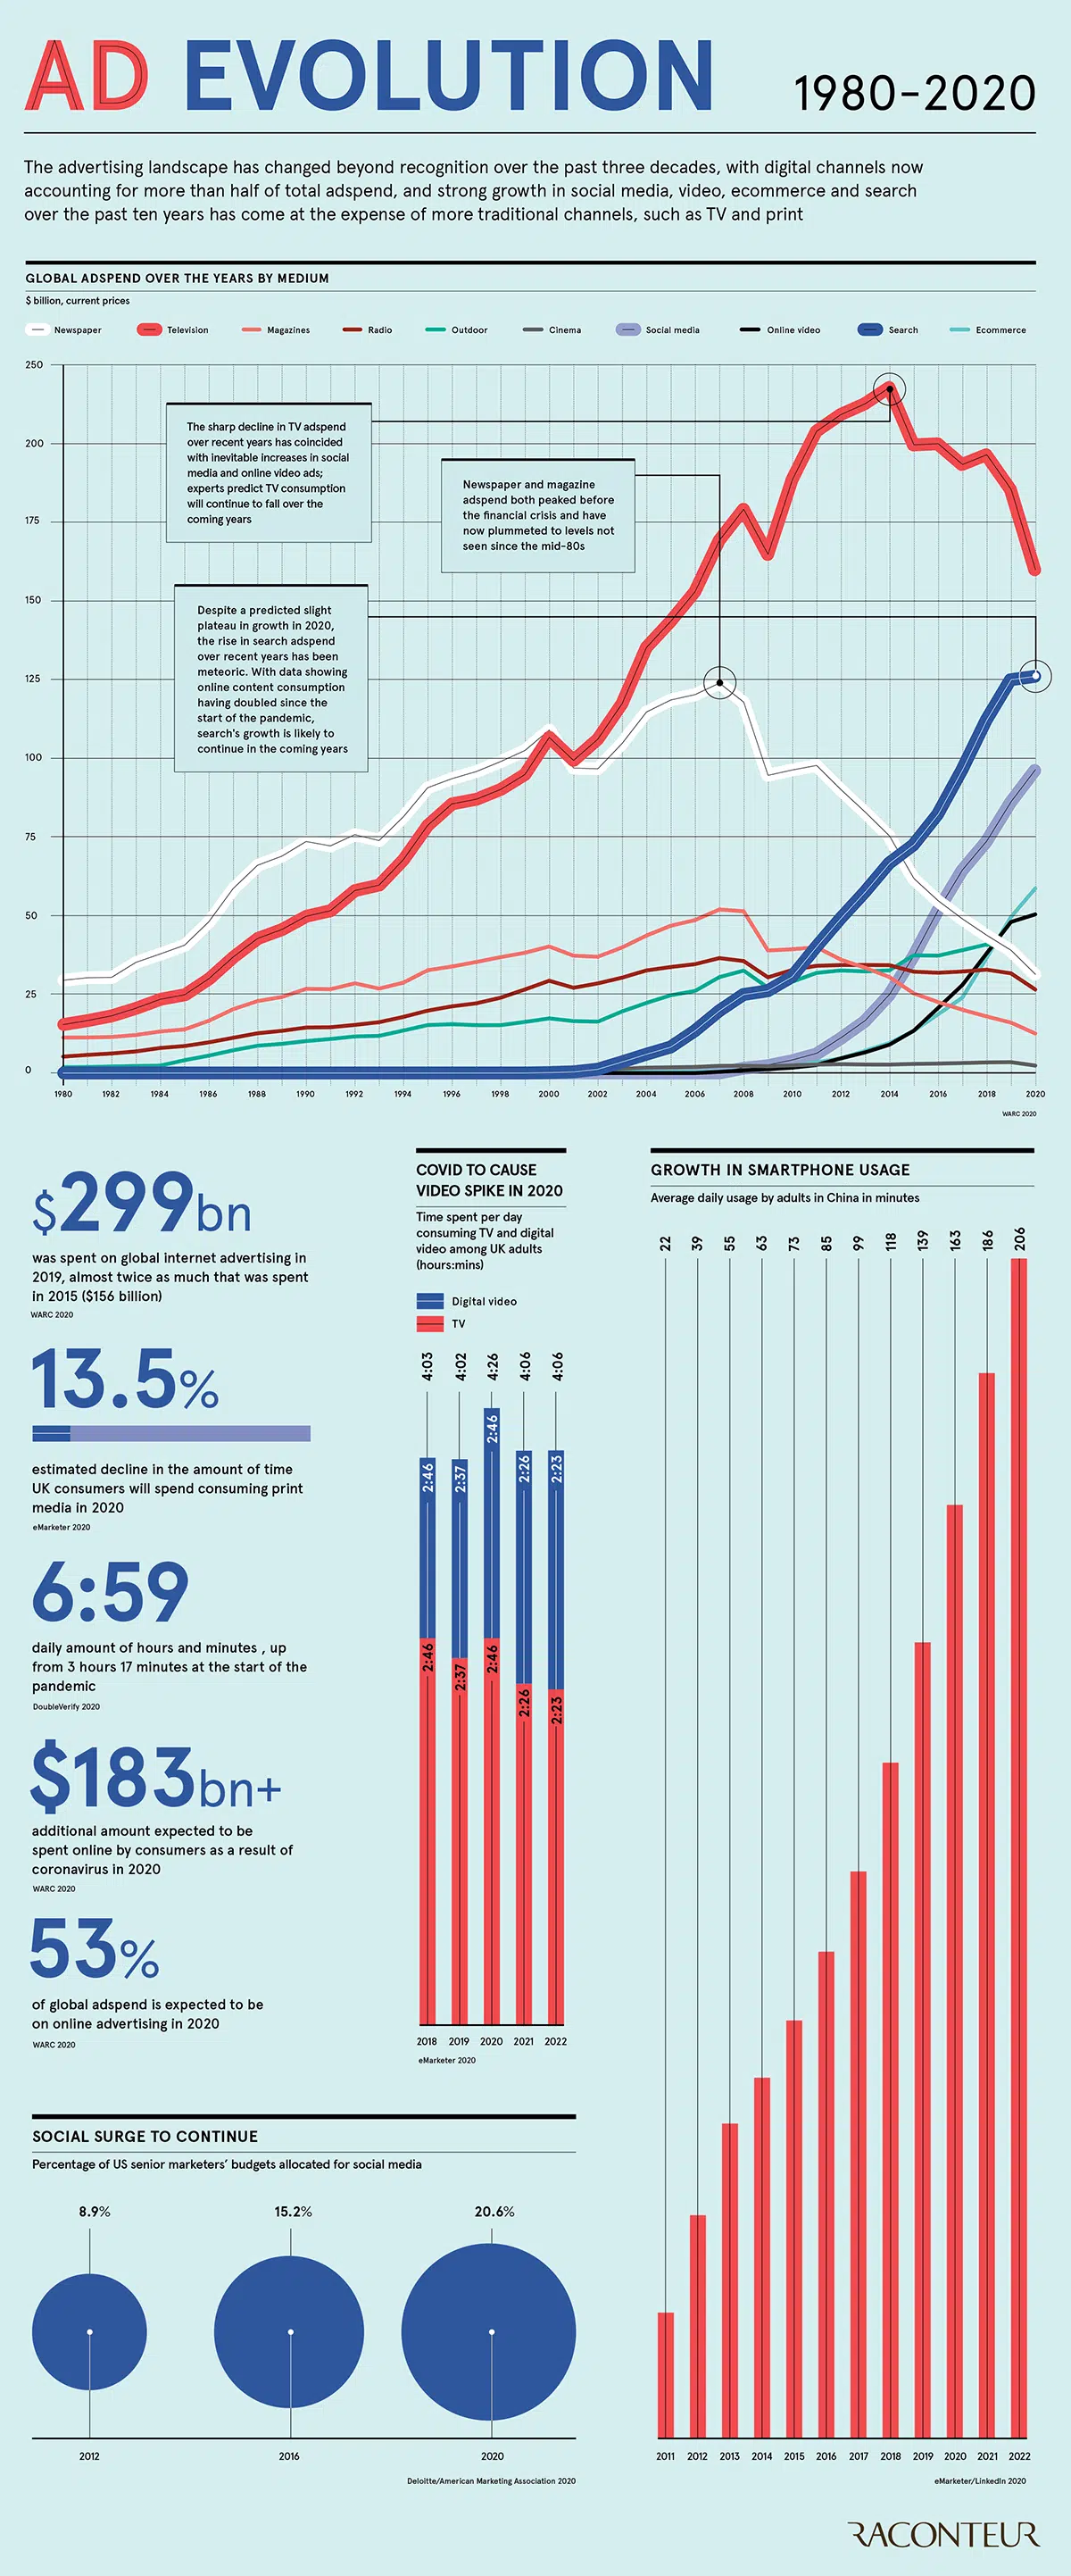 AD EVOLUTION 1980-2020
The advertising landscape has changed beyond recognition over the past three decades, with digital channels now
accounting for more than half of total adspend, and strong growth in social media, video, ecommerce and search
over the past ten years has come at the expense of more traditional channels, such as TV and print
GLOBAL ADSPEND OVER THE YEARS BY MEDIUM
$ billion, current prices
Newspaper Television Magazines Radio Outdoor Cinema Social media Online video Search Ecommerce
250
200
175
150
125
100
75
50
25
0
The sharp decline in TV adspend
over recent years has coincided
with inevitable increases in social
media and online video ads;
experts predict TV consumption
will continue to fall over the
coming years
Newspaper and magazine
adspend both peaked before
the financial crisis and have
now plummeted to levels not
seen since the mid-80s
Despite a predicted slight
plateau in growth in 2020,
the rise in search adspend
over recent years has been
meteoric. With data showing
online content consumption
having doubled since the
start of the pandemic,
search's growth is likely to
continue in the coming years
1980 1982 1984 1986 1988 1990 1992 1994 1996 1998 2000 2002 2004 2006 2008 2010 2012 2014 2016 2018 2020
WARC 2020
$299bn
was spent on global internet advertising in
2019, almost twice as much that was spent
in 2015 ($156 billion)
WARC 2020
13.5%
estimated decline in the amount of time
UK consumers will spend consuming print
media in 2020
eMarketer 2020
6:59
daily amount of hours and minutes , up
from 3 hours 17 minutes at the start of the
pandemic
DoubleVerify 2020
$183bn+
additional amount expected to be
spent online by consumers as a result of
coronavirus in 2020
WARC 2020
53%
of global adspend is expected to be
on online advertising in 2020
WARC 2020
COVID TO CAUSE
VIDEO SPIKE IN 2020
Time spent per day
consuming TV and digital
video among UK adults
(hours:mins)
Digital video
TV
4:03 4:02 4:26 4:06 4:06
2:46 2:37 2:46 2:26 2:23
2:46 2:37 2:46 2:26 2:23
2018 2019 2020 2021 2022
eMarketer 2020
GROWTH IN SMARTPHONE USAGE
Average daily usage by adults in China in minutes
22 39 55 63 73 85 99 118 139 163 186 206
2011 2012 2013 2014 2015 2016 2017 2018 2019 2020 2021 2022
eMarketer/LinkedIn 2020
SOCIAL SURGE TO CONTINUE
Percentage of US senior marketers’ budgets allocated for social media
8.9% 15.2% 20.6%
2012 2016 2020
Deloitte/American Marketing Association 2020
RACONTEUR